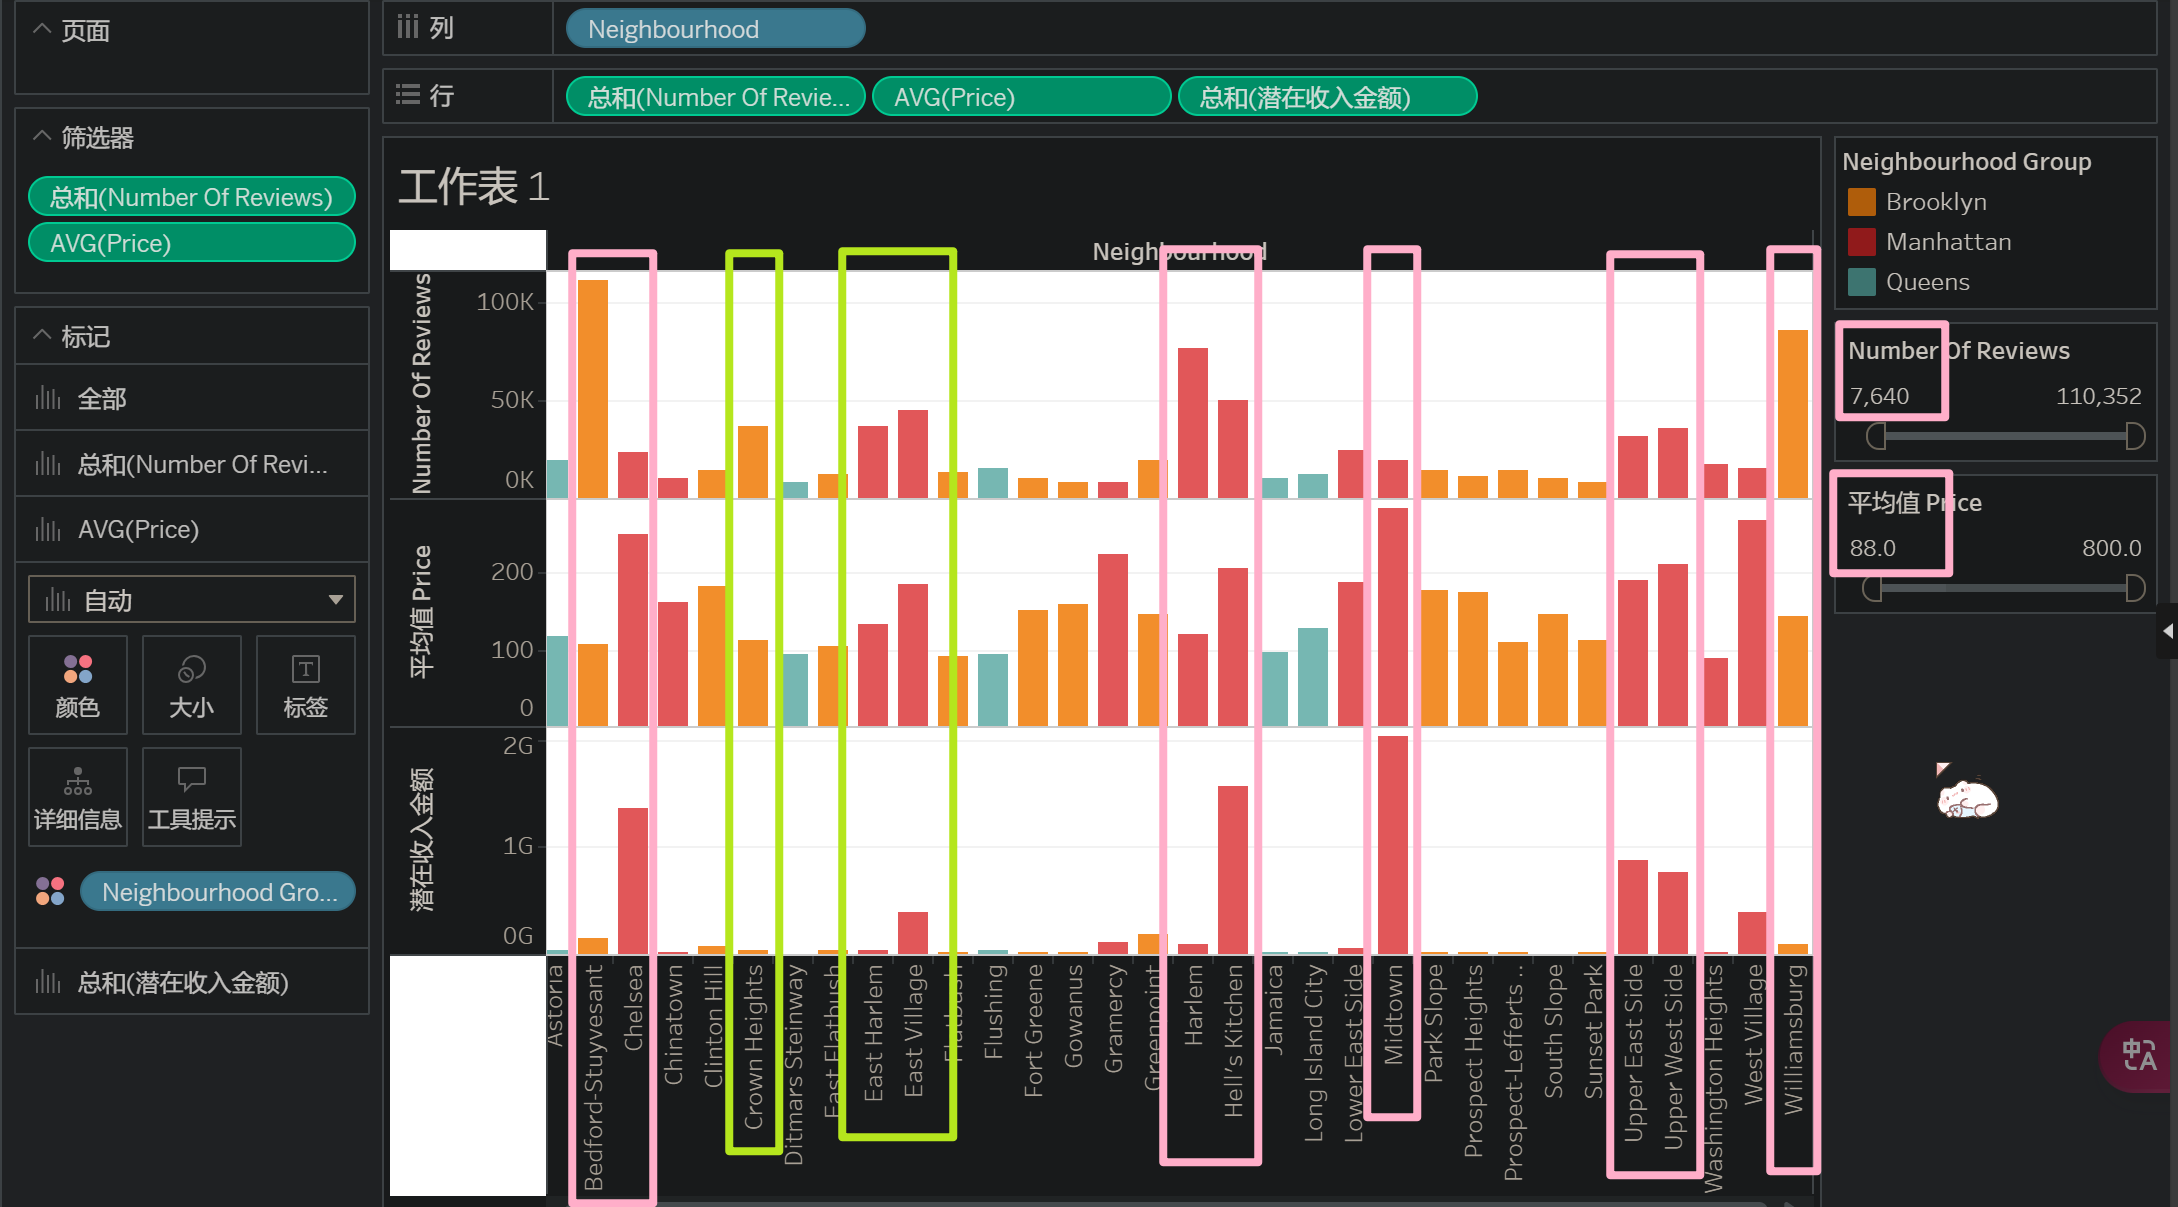 页面
筛选器
总和(Number Of Reviews)
AVG(Price)
标记
全部
总和(Number Of Revi...
AVG(Price)
自动
颜色
大小
标签
详细信息
工具提示
Neighbourhood Gro...
总和(潜在收入金额)
列
Neighbourhood
行
总和(Number Of Revie...
AVG(Price)
总和(潜在收入金额)
工作表 1
Neighbourhood
Number Of Reviews
100K
50K
0K
平均值 Price
200
100
0
潜在收入金额
2G
1G
0G
Astoria
Bedford-Stuyvesant
Chelsea
Chinatown
Clinton Hill
Crown Heights
Ditmars Steinway
East Flatbush
East Harlem
East Village
Flatbush
Flushing
Fort Greene
Gowanus
Gramercy
Greenpoint
Harlem
Hell's Kitchen
Jamaica
Long Island City
Lower East Side
Midtown
Park Slope
Prospect Heights
Prospect-Lefferts ..
South Slope
Sunset Park
Upper East Side
Upper West Side
Washington Heights
West Village
Williamsburg
Neighbourhood Group
Brooklyn
Manhattan
Queens
Number Of Reviews
7,640 110,352
平均值 Price
88.0 800.0
中A